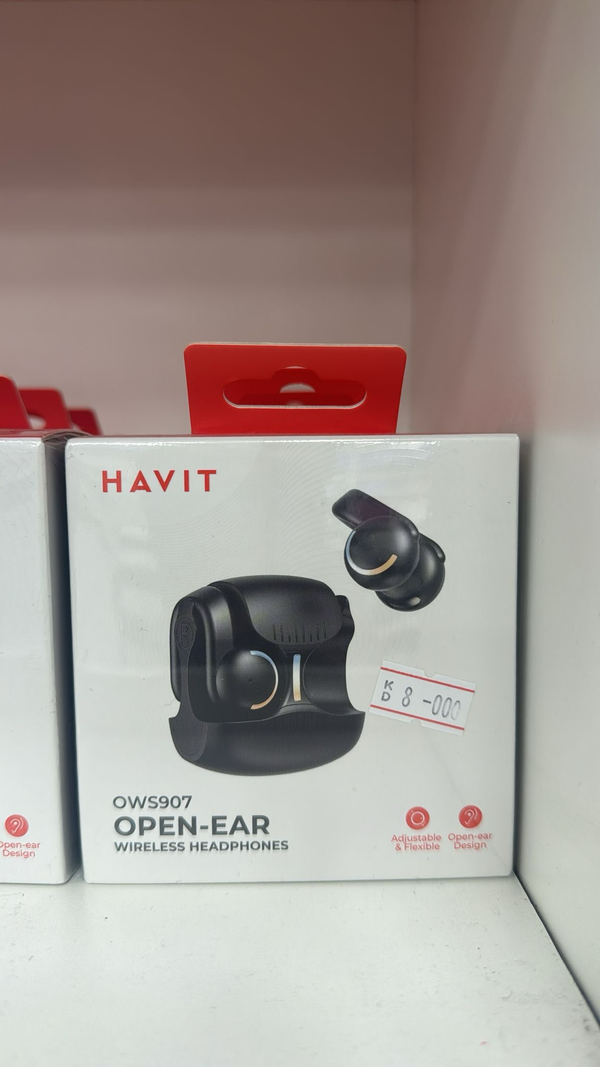 HAVIT
KD 8-000
OWS907
OPEN-EAR
WIRELESS HEADPHONES
Adjustable
& Flexible
Open-ear
Design
Open-ear
Design